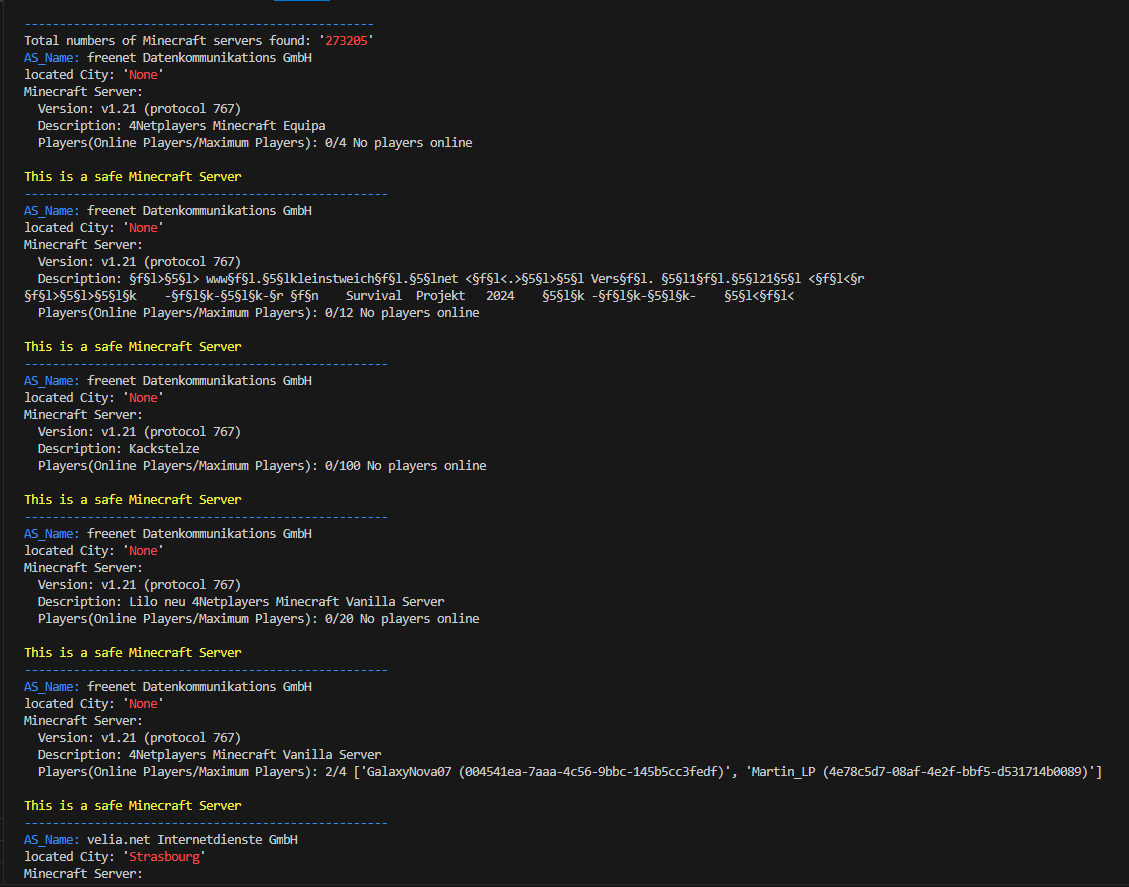 --------------------------------------------------
Total numbers of Minecraft servers found: '273205'
AS_Name: freenet Datenkommunikations GmbH
located City: 'None'
Minecraft Server:
  Version: v1.21 (protocol 767)
  Description: 4Netplayers Minecraft Equipa
  Players(Online Players/Maximum Players): 0/4 No players online
This is a safe Minecraft Server
----------------------------------------------------
AS_Name: freenet Datenkommunikations GmbH
located City: 'None'
Minecraft Server:
  Version: v1.21 (protocol 767)
  Description: §f§l>§5§l> www§f§l.§5§lkleinstweich§f§l.§5§lnet <§f§l<.>§5§l>§5§l Vers§f§l. §5§l1§f§l.§5§l21§5§l <§f§l<§r
§f§l>§5§l>§5§l§k    -§f§l§k-§5§l§k-§r §f§n    Survival  Projekt   2024    §5§l§k -§f§l§k-§5§l§k-    §5§l<§f§l<
  Players(Online Players/Maximum Players): 0/12 No players online
This is a safe Minecraft Server
----------------------------------------------------
AS_Name: freenet Datenkommunikations GmbH
located City: 'None'
Minecraft Server:
  Version: v1.21 (protocol 767)
  Description: Kackstelze
  Players(Online Players/Maximum Players): 0/100 No players online
This is a safe Minecraft Server
----------------------------------------------------
AS_Name: freenet Datenkommunikations GmbH
located City: 'None'
Minecraft Server:
  Version: v1.21 (protocol 767)
  Description: Lilo neu 4Netplayers Minecraft Vanilla Server
  Players(Online Players/Maximum Players): 0/20 No players online
This is a safe Minecraft Server
----------------------------------------------------
AS_Name: freenet Datenkommunikations GmbH
located City: 'None'
Minecraft Server:
  Version: v1.21 (protocol 767)
  Description: 4Netplayers Minecraft Vanilla Server
  Players(Online Players/Maximum Players): 2/4 ['GalaxyNova07 (004541ea-7aaa-4c56-9bbc-145b5cc3fedf)', 'Martin_LP (4e78c5d7-08af-4e2f-bbf5-d531714b0089)']
This is a safe Minecraft Server
----------------------------------------------------
AS_Name: velia.net Internetdienste GmbH
located City: 'Strasbourg'
Minecraft Server: